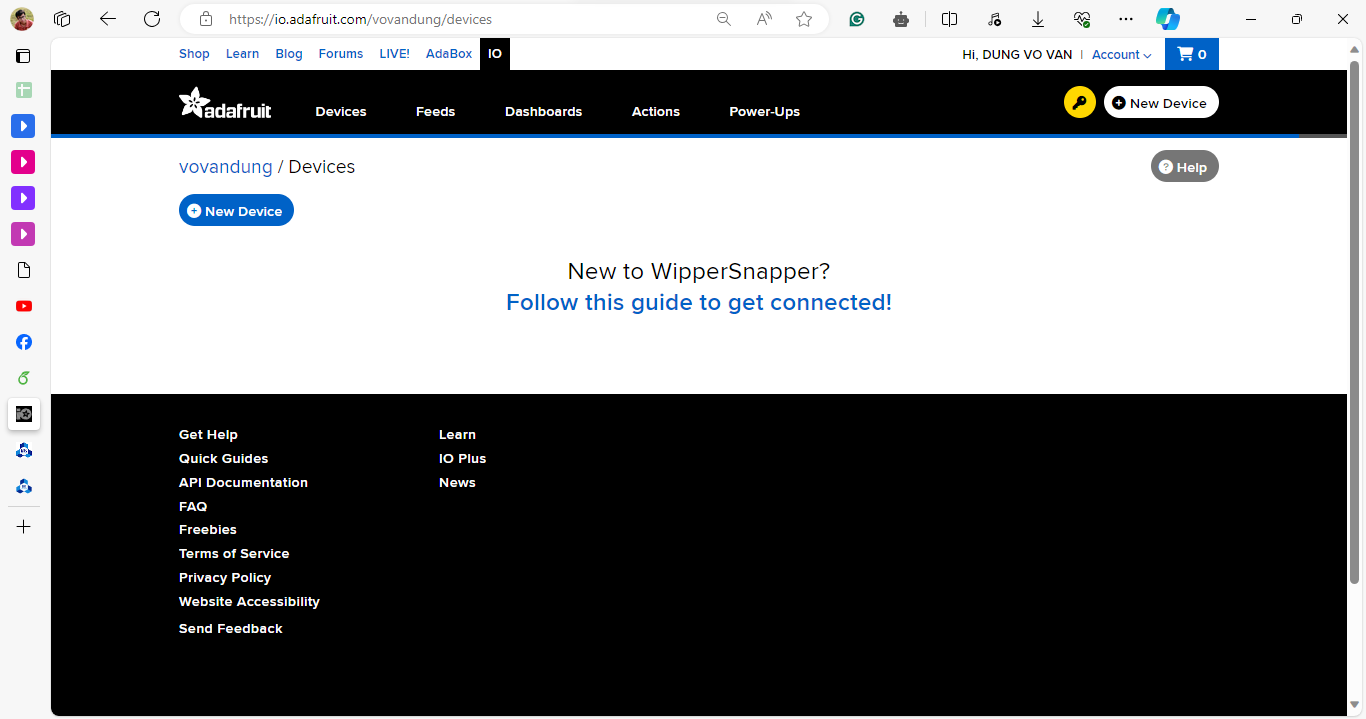 https://io.adafruit.com/vovandung/devices
Shop Learn Blog Forums LIVE! AdaBox IO
Hi, DUNG VO VAN | Account 0
adafruit Devices Feeds Dashboards Actions Power-Ups New Device
vovandung / Devices
Help
New Device
New to WipperSnapper?
Follow this guide to get connected!
Get Help
Quick Guides
API Documentation
FAQ
Freebies
Terms of Service
Privacy Policy
Website Accessibility
Send Feedback
Learn
IO Plus
News